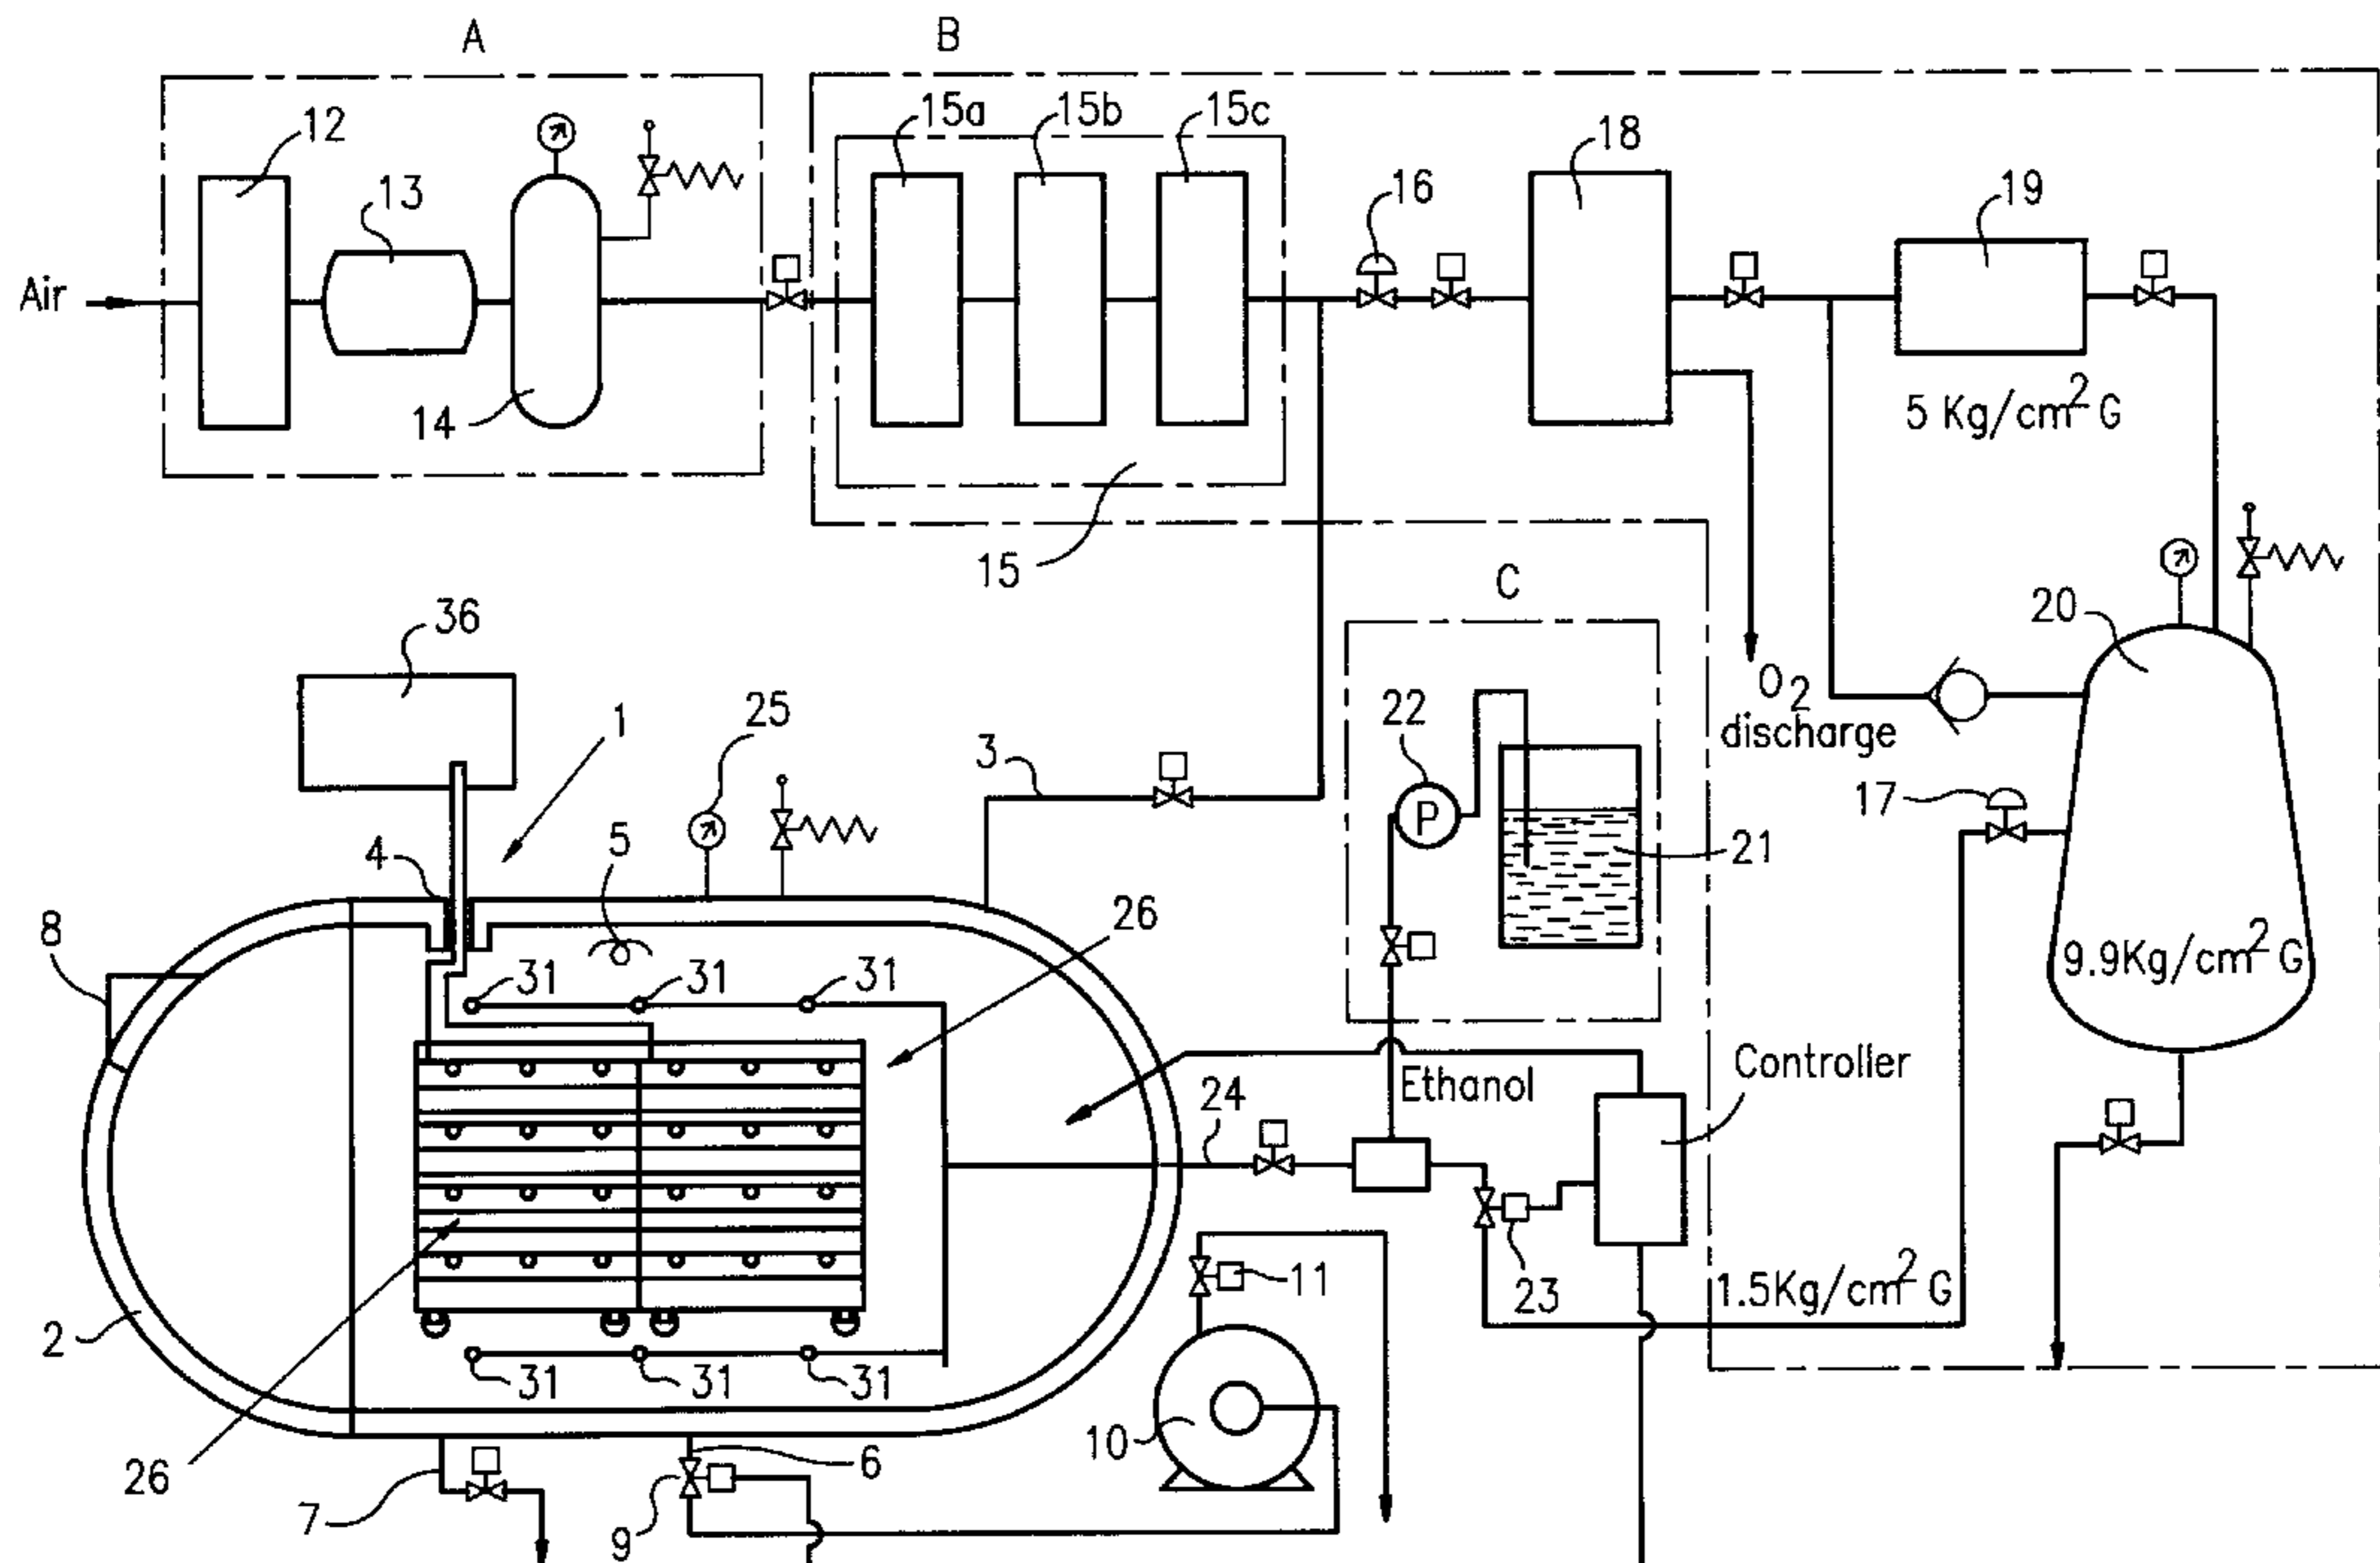 A
B
12
13
14
Air
15a
15b
15c
15
16
18
19
5 Kg/cm² G
O₂
discharge
C
36
1
25
3
22
P
21
20
17
9.9Kg/cm² G
4
5
8
26
31
31
31
Ethanol
Controller
24
23
1.5Kg/cm² G
11
2
31
31
31
26
10
7
6
9